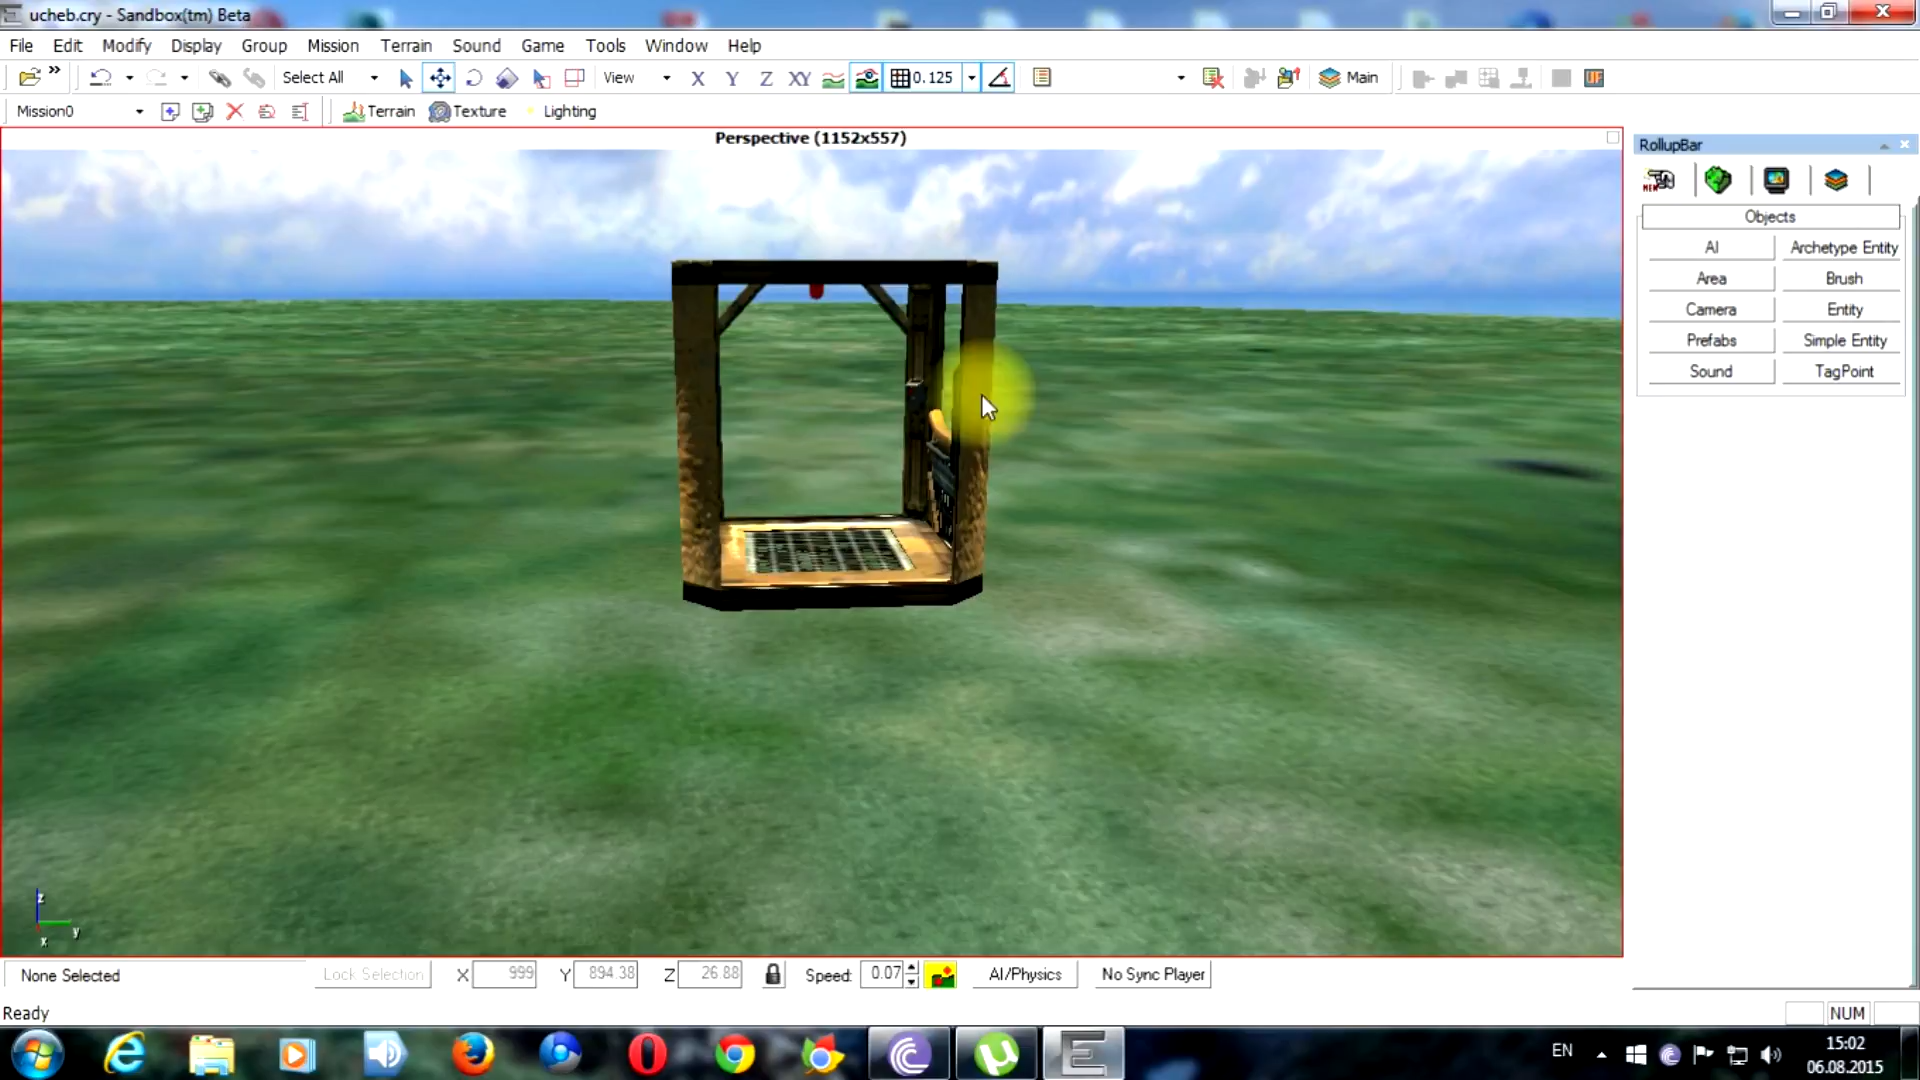 ucheb.cry - Sandbox(tm) Beta
File Edit Modify Display Group Mission Terrain Sound Game Tools Window Help
Select All View X Y Z XY 0.125 Main UF
Mission0 Terrain Texture Lighting
Perspective (1152x557)
RollupBar
NEW
Objects
AI Archetype Entity
Area Brush
Camera Entity
Prefabs Simple Entity
Sound TagPoint
z
x y
None Selected Lock Selection X 999 Y 894.38 Z 26.88 Speed: 0.07 AI/Physics No Sync Player
Ready NUM
EN 15:02
06.08.2015